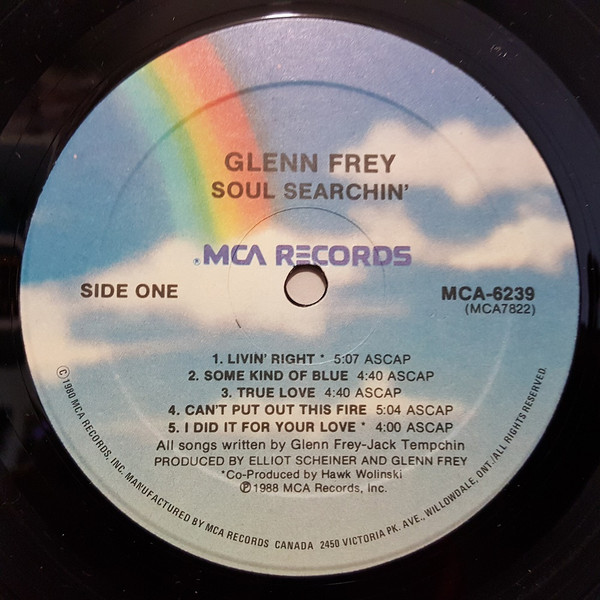 GLENN FREY
SOUL SEARCHIN'
® MCA RECORDS
SIDE ONE
MCA-6239
(MCA7822)
1. LIVIN' RIGHT * 5:07 ASCAP
2. SOME KIND OF BLUE 4:40 ASCAP
3. TRUE LOVE 4:40 ASCAP
4. CAN'T PUT OUT THIS FIRE 5:04 ASCAP
5. I DID IT FOR YOUR LOVE * 4:00 ASCAP
All songs written by Glenn Frey-Jack Tempchin
PRODUCED BY ELLIOT SCHEINER AND GLENN FREY
*Co-Produced by Hawk Wolinski
℗1988 MCA Records, Inc.
©1980 MCA RECORDS, INC. MANUFACTURED BY MCA RECORDS CANADA 2450 VICTORIA PK. AVE., WILLOWDALE, ONT./ALL RIGHTS RESERVED.